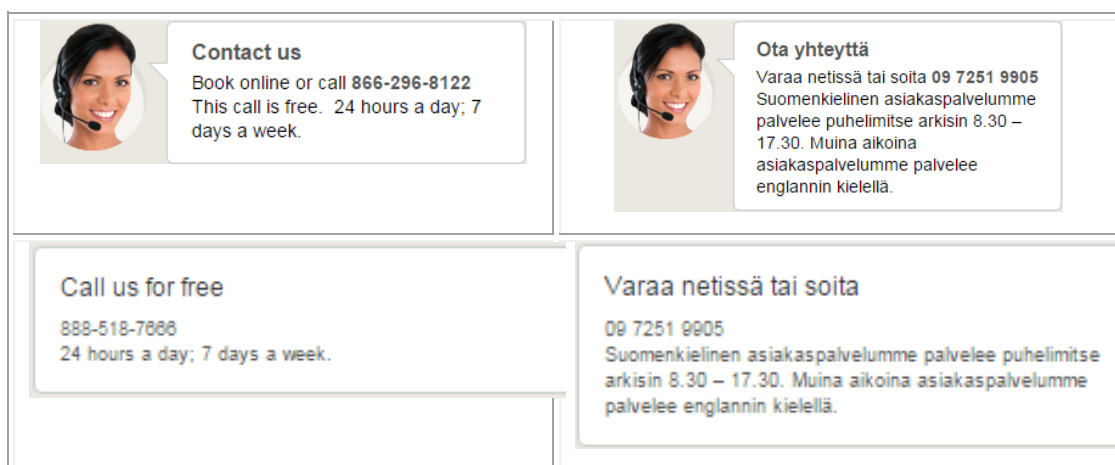 Contact us
Book online or call 866-296-8122
This call is free.  24 hours a day; 7
days a week.
Ota yhteyttä
Varaa netissä tai soita 09 7251 9905
Suomenkielinen asiakaspalvelumme
palvelee puhelimitse arkisin 8.30 –
17.30. Muina aikoina
asiakaspalvelumme palvelee
englannin kielellä.
Call us for free
888-518-7666
24 hours a day; 7 days a week.
Varaa netissä tai soita
09 7251 9905
Suomenkielinen asiakaspalvelumme palvelee puhelimitse
arkisin 8.30 – 17.30. Muina aikoina asiakaspalvelumme
palvelee englannin kielellä.